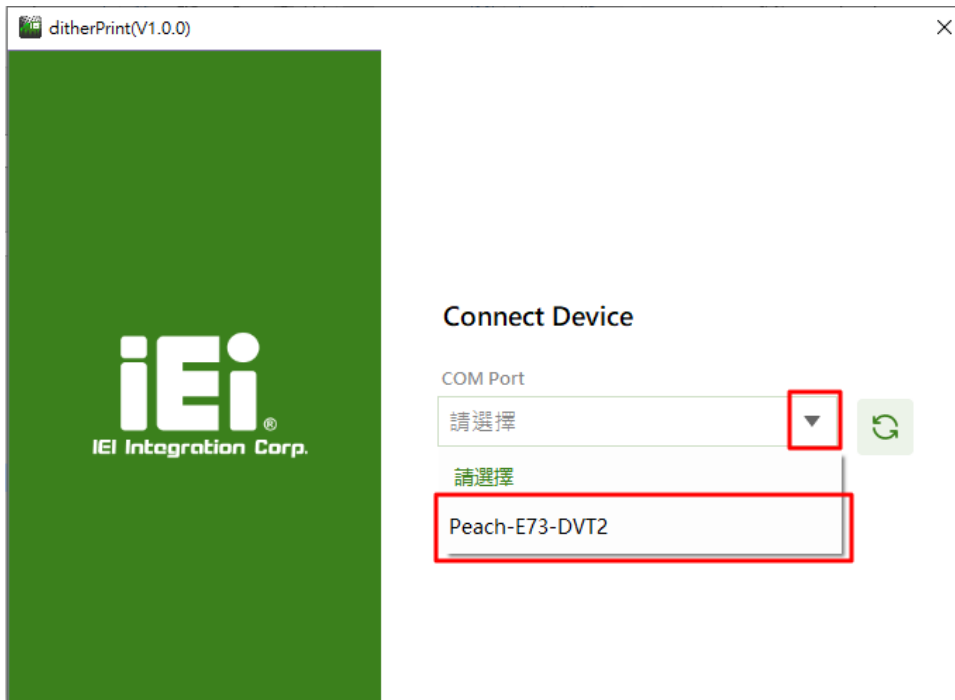 ditherPrint(V1.0.0)
iEi®
IEI Integration Corp.
Connect Device
COM Port
請選擇
請選擇
Peach-E73-DVT2